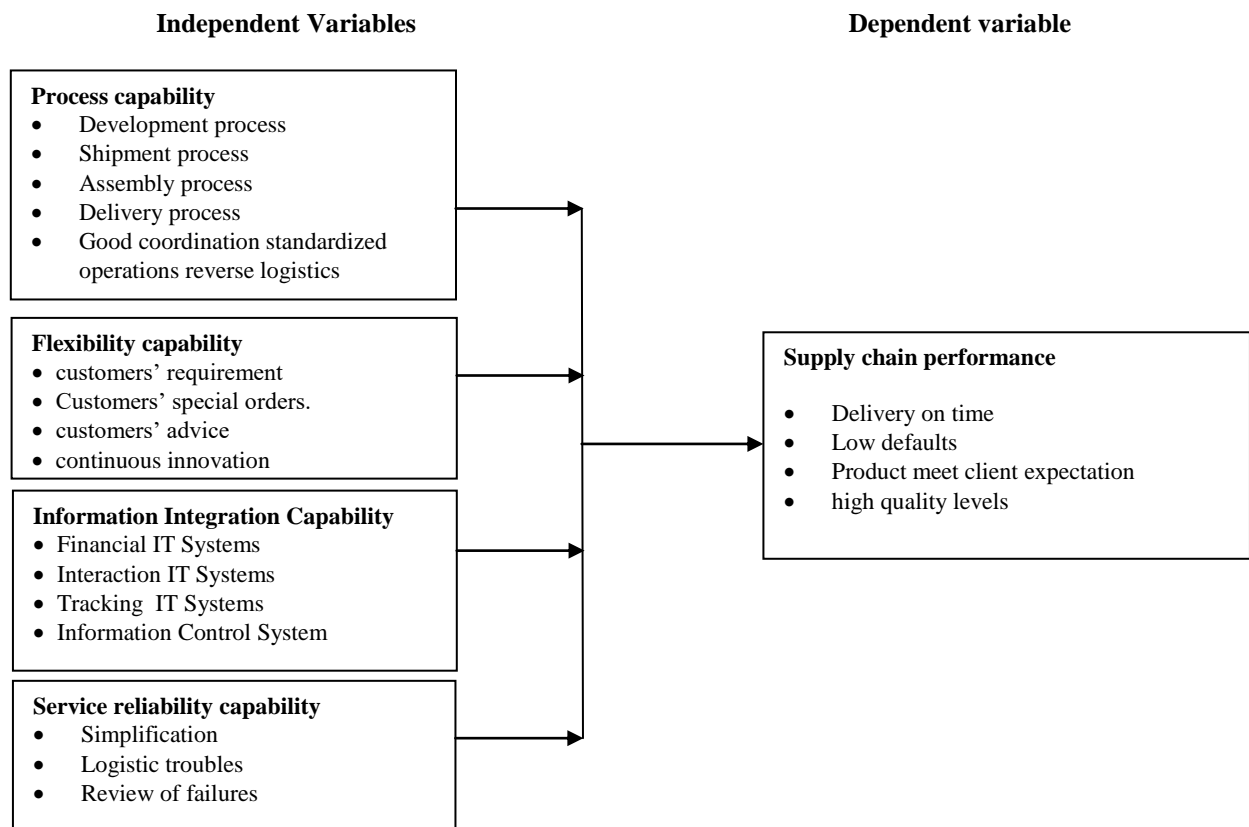 Independent Variables
Dependent variable
Process capability
• Development process
• Shipment process
• Assembly process
• Delivery process
• Good coordination standardized
operations reverse logistics
Flexibility capability
• customers’ requirement
• Customers’ special orders.
• customers’ advice
• continuous innovation
Information Integration Capability
• Financial IT Systems
• Interaction IT Systems
• Tracking IT Systems
• Information Control System
Service reliability capability
• Simplification
• Logistic troubles
• Review of failures
Supply chain performance
• Delivery on time
• Low defaults
• Product meet client expectation
• high quality levels